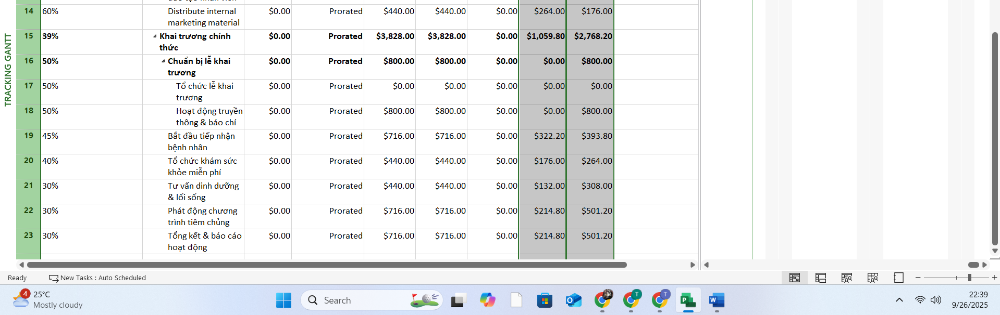 14 60% Distribute internal $0.00 Prorated $440.00 $440.00 $0.00 $264.00 $176.00
marketing material
15 39% Khai trương chính $0.00 Prorated $3,828.00 $3,828.00 $0.00 $1,059.80 $2,768.20
thức
16 50% Chuẩn bị lễ khai $0.00 Prorated $800.00 $800.00 $0.00 $0.00 $800.00
trương
17 50% Tổ chức lễ khai $0.00 Prorated $0.00 $0.00 $0.00 $0.00 $0.00
trương
18 50% Hoạt động truyền $0.00 Prorated $800.00 $800.00 $0.00 $0.00 $800.00
thông & báo chí
19 45% Bắt đầu tiếp nhận $0.00 Prorated $716.00 $716.00 $0.00 $322.20 $393.80
bệnh nhân
20 40% Tổ chức khám sức $0.00 Prorated $440.00 $440.00 $0.00 $176.00 $264.00
khỏe miễn phí
21 30% Tư vấn dinh dưỡng $0.00 Prorated $440.00 $440.00 $0.00 $132.00 $308.00
& lối sống
22 30% Phát động chương $0.00 Prorated $716.00 $716.00 $0.00 $214.80 $501.20
trình tiêm chủng
23 30% Tổng kết & báo cáo $0.00 Prorated $716.00 $716.00 $0.00 $214.80 $501.20
hoạt động
TRACKING GANTT
Ready New Tasks : Auto Scheduled
4
25°C
Mostly cloudy
Search
T
T
22:39
9/26/2025